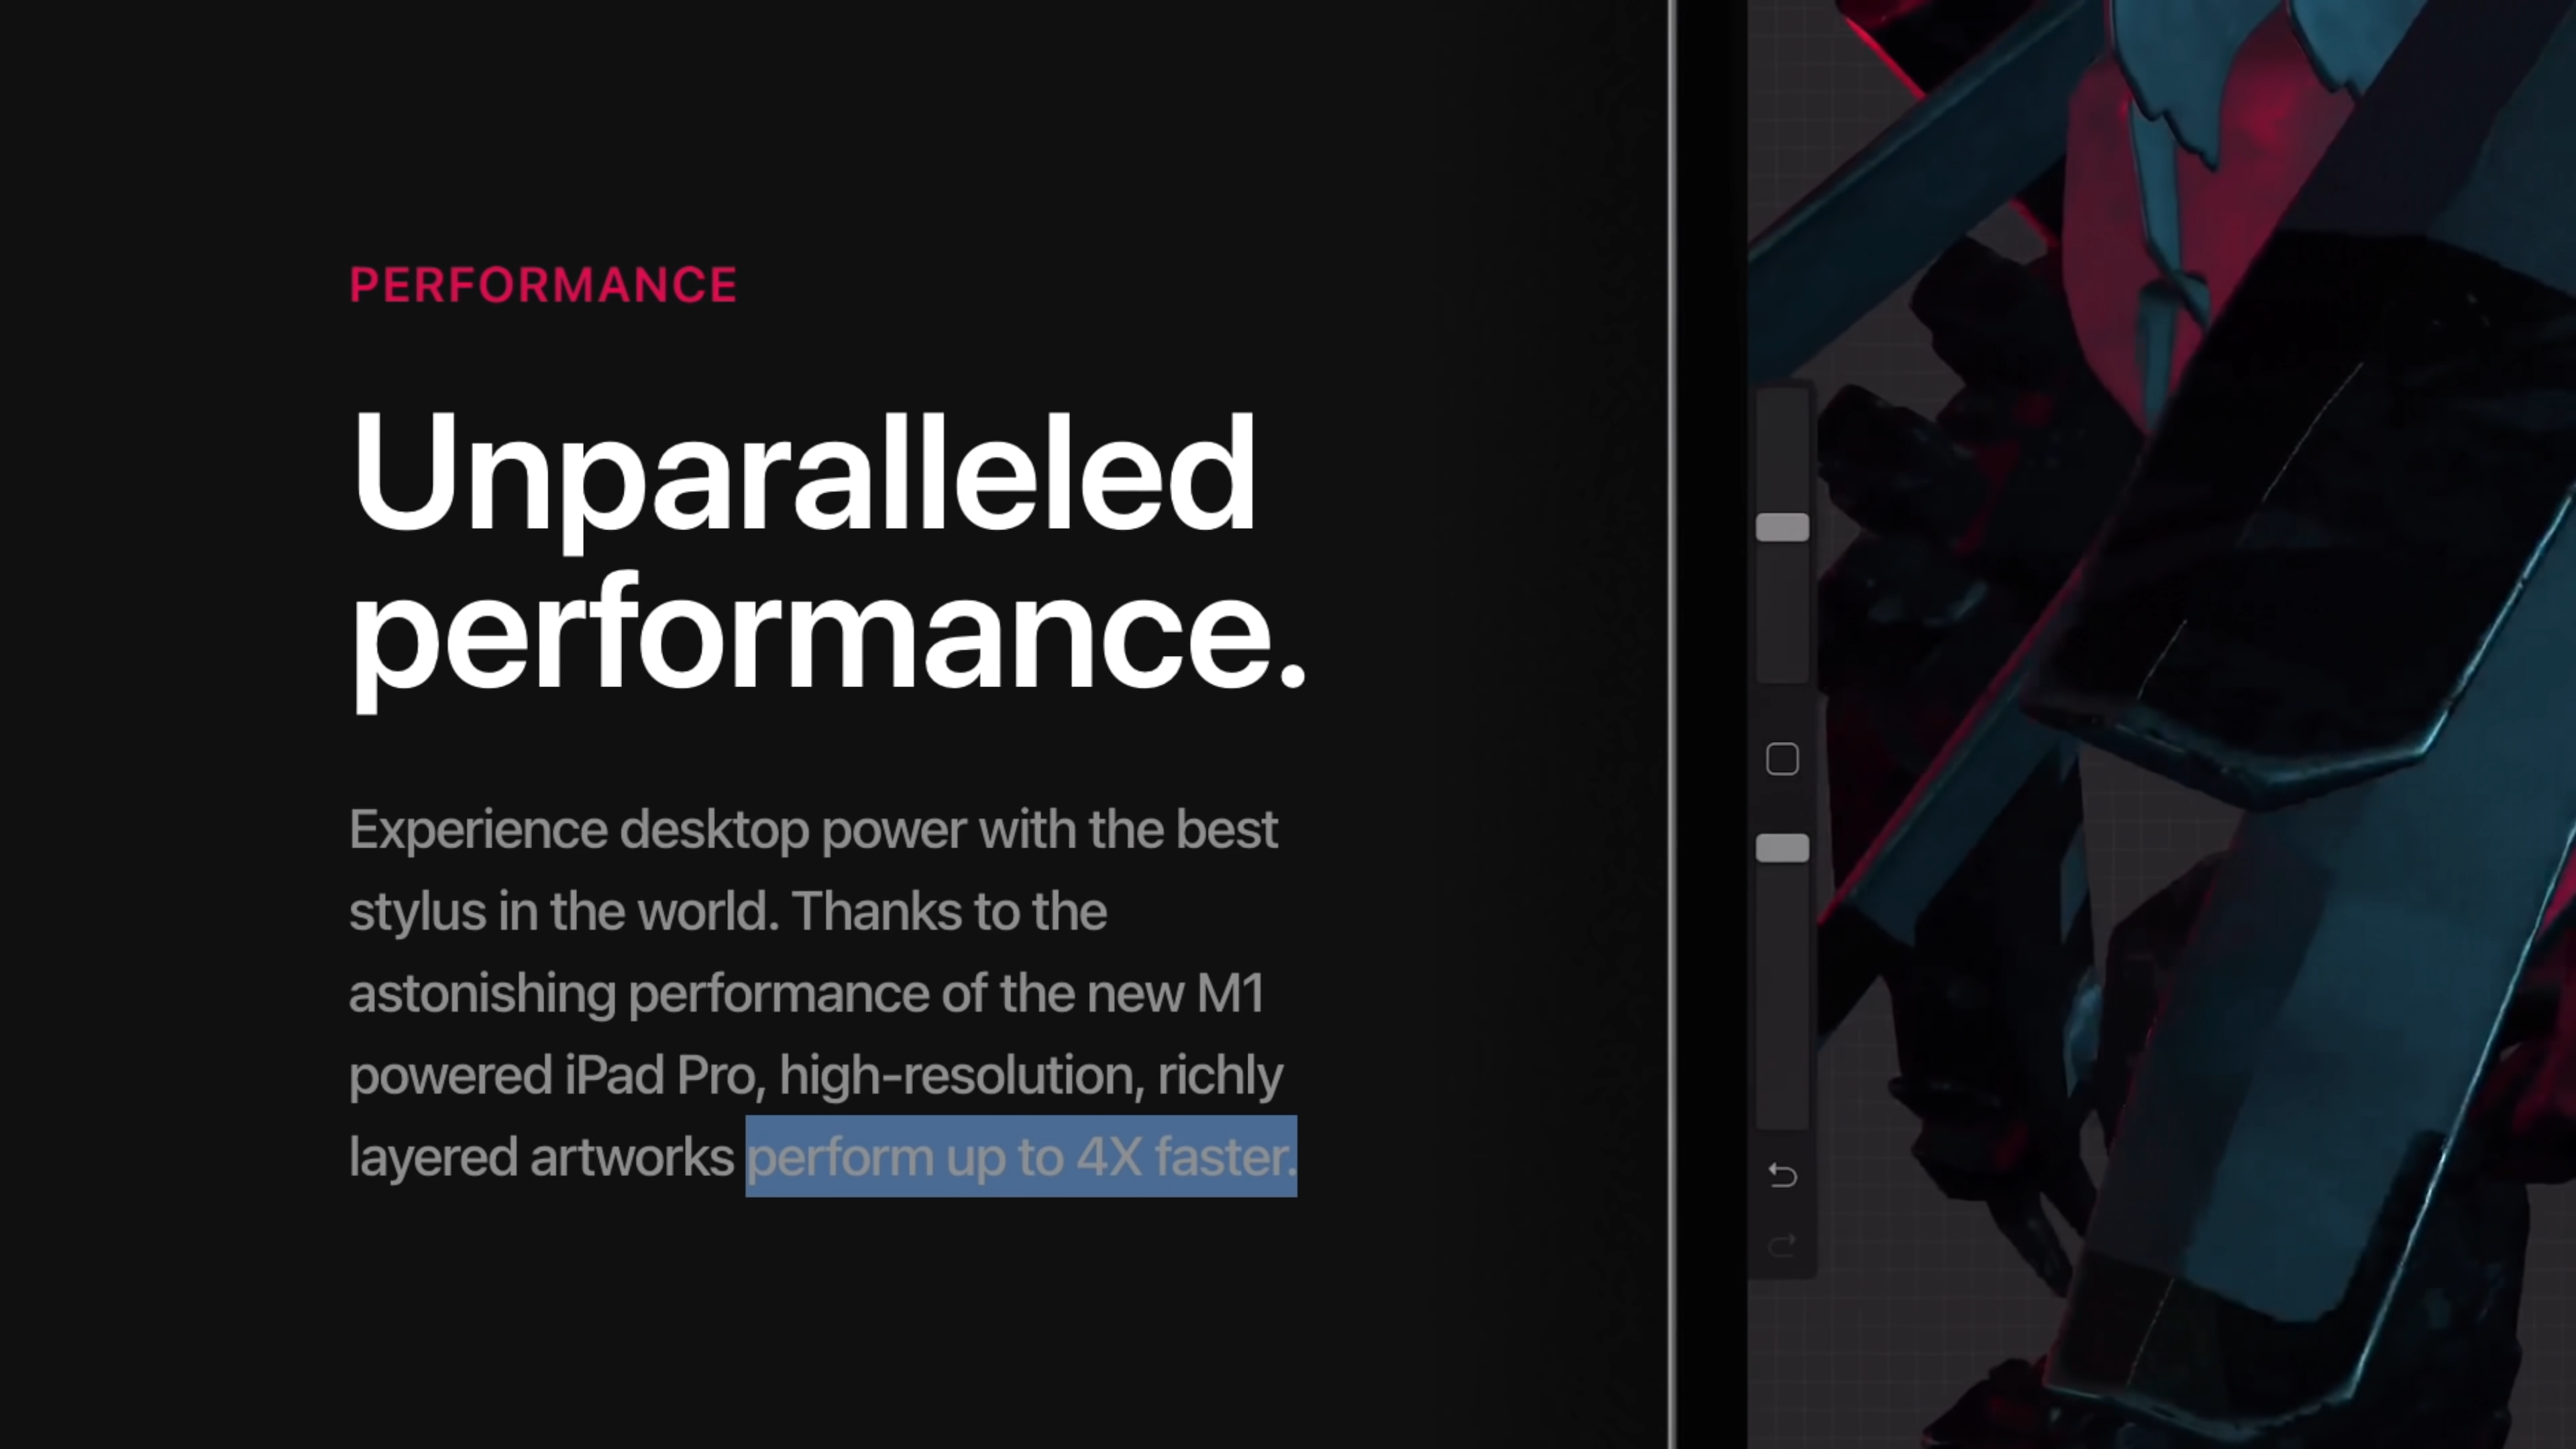 PERFORMANCE
Unparalleled
performance.
Experience desktop power with the best
stylus in the world. Thanks to the
astonishing performance of the new M1
powered iPad Pro, high-resolution, richly
layered artworks perform up to 4X faster.